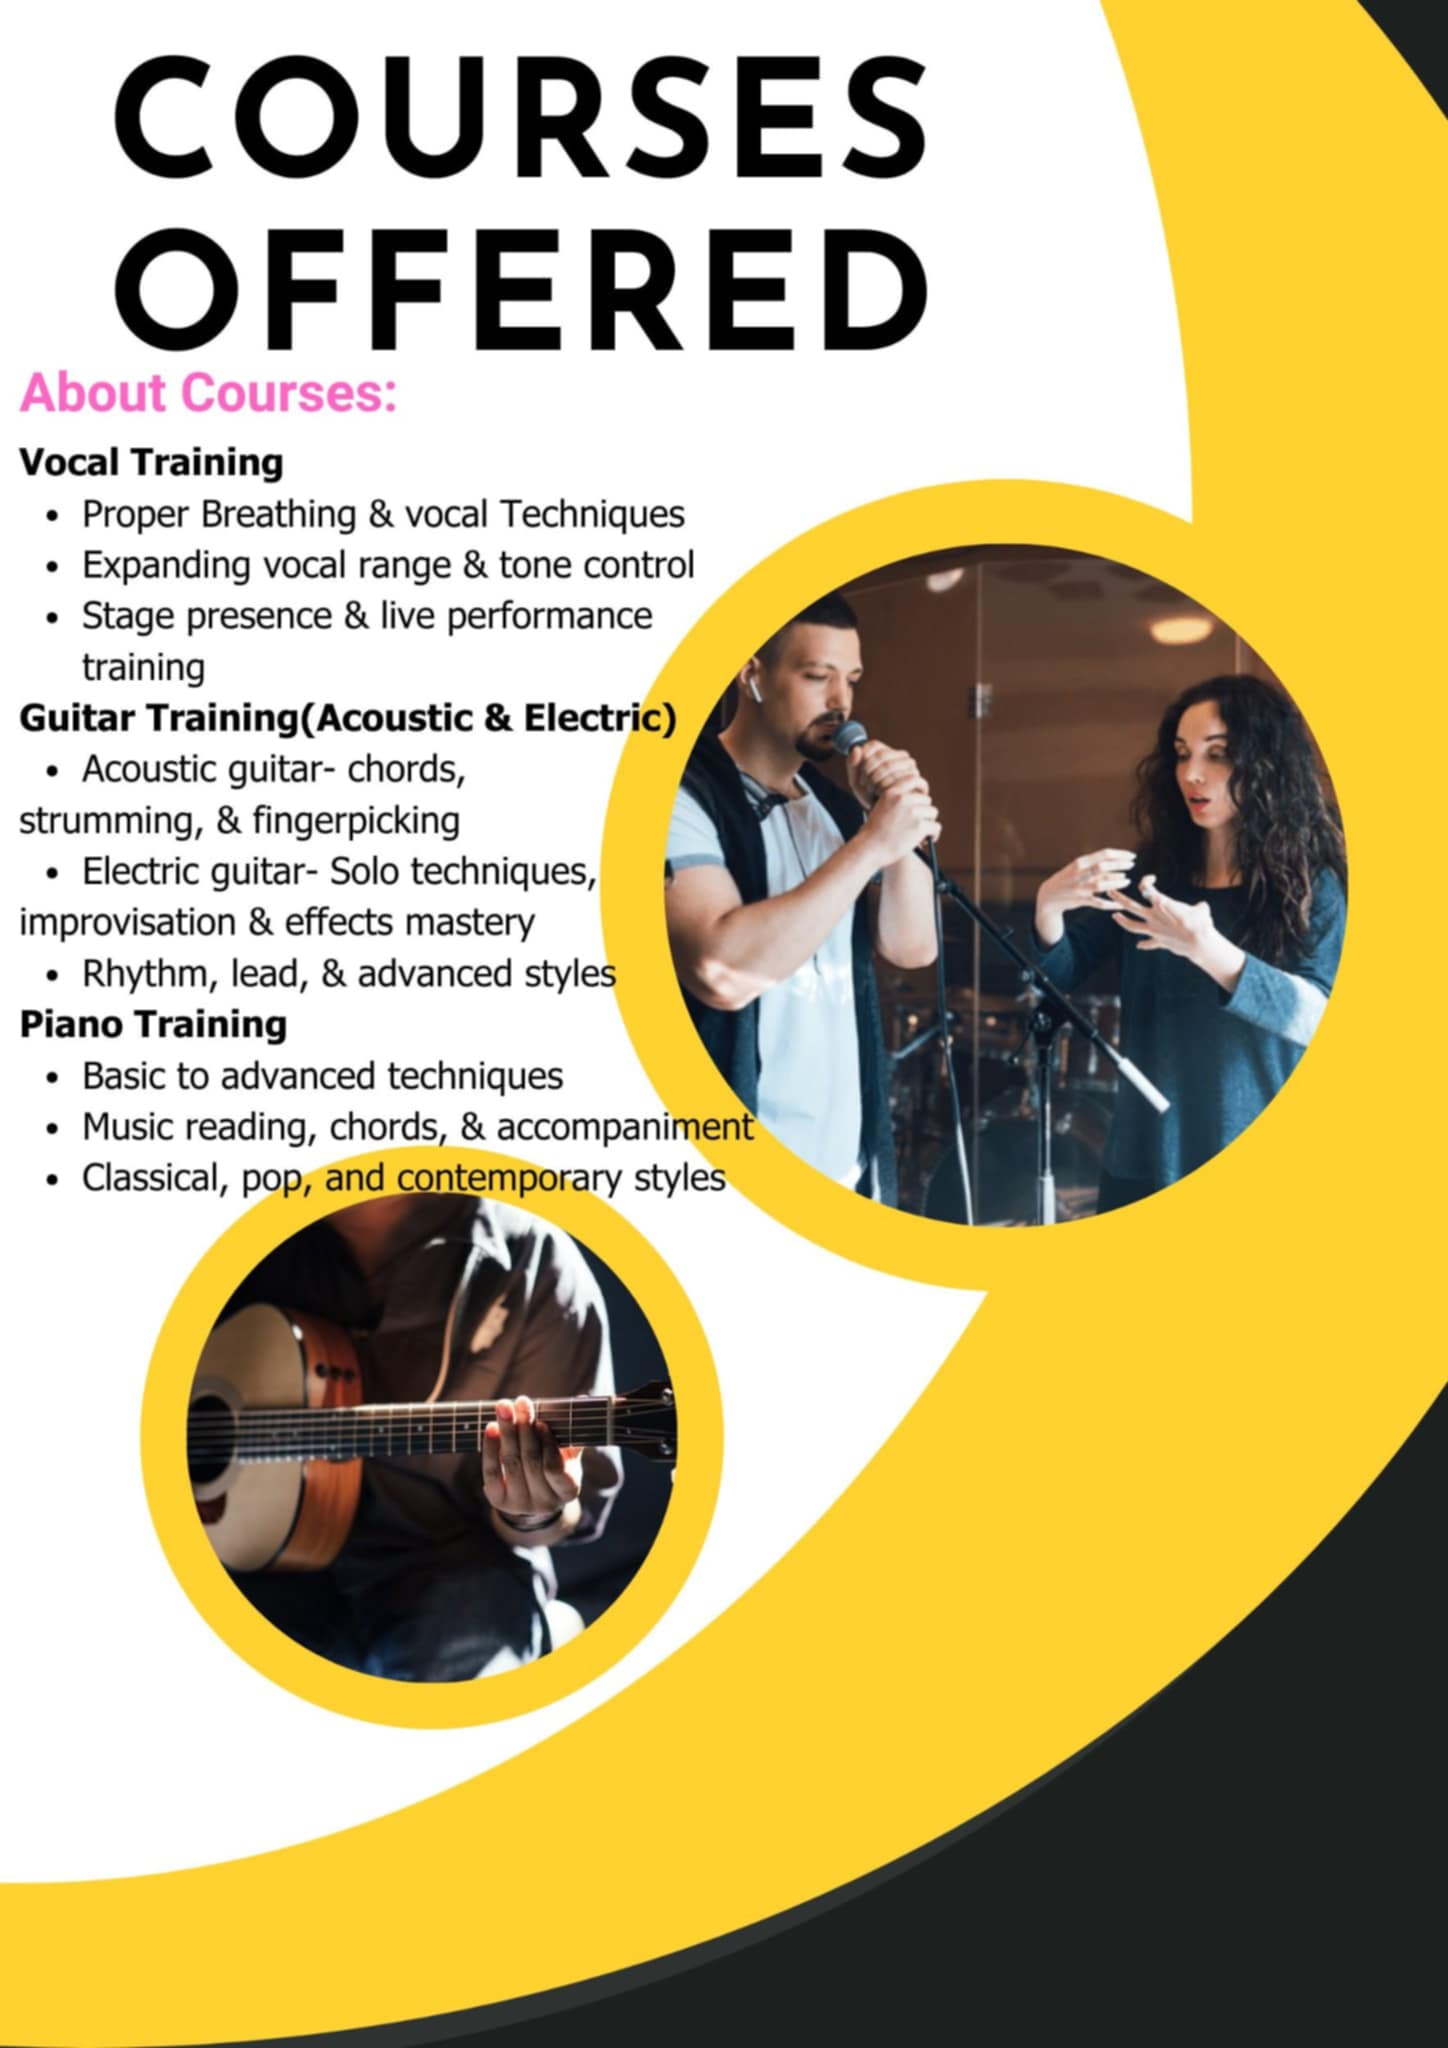 COURSES
OFFERED
About Courses:
Vocal Training
• Proper Breathing & vocal Techniques
• Expanding vocal range & tone control
• Stage presence & live performance
training
Guitar Training(Acoustic & Electric)
• Acoustic guitar- chords,
strumming, & fingerpicking
• Electric guitar- Solo techniques,
improvisation & effects mastery
• Rhythm, lead, & advanced styles
Piano Training
• Basic to advanced techniques
• Music reading, chords, & accompaniment
• Classical, pop, and contemporary styles